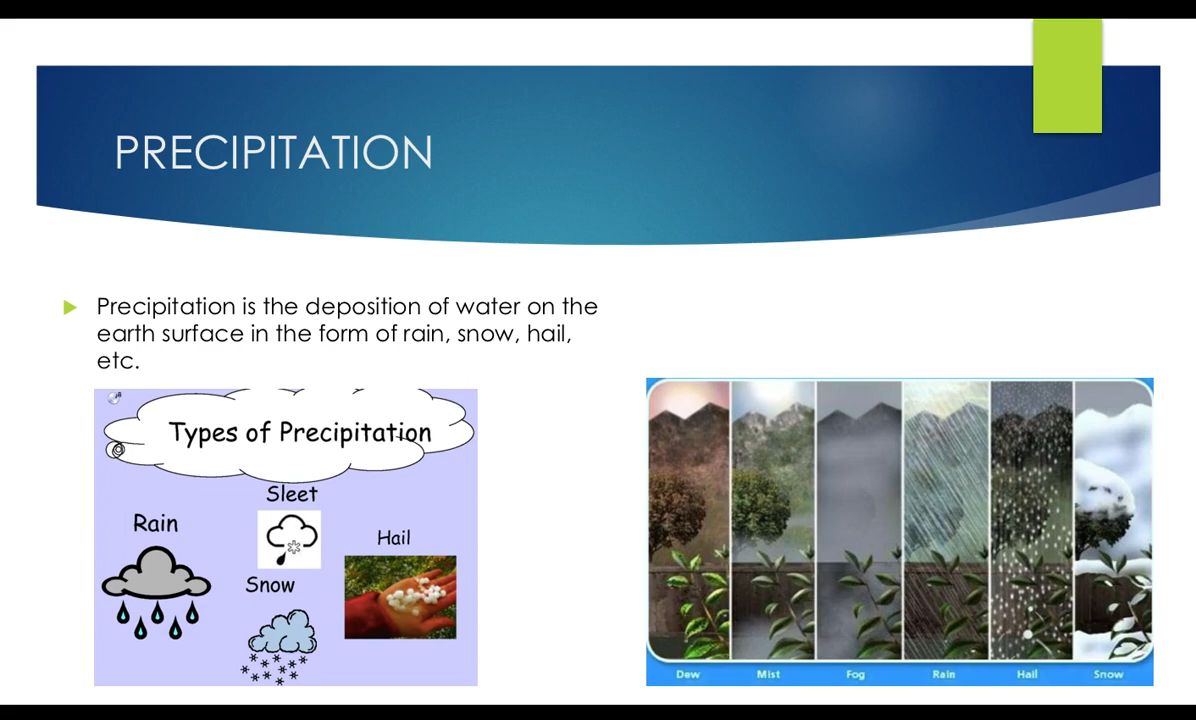 PRECIPITATION
Precipitation is the deposition of water on the
earth surface in the form of rain, snow, hail,
etc.
Types of Precipitation
Sleet
Rain
Hail
Snow
Dew Mist Fog Rain Hail Snow